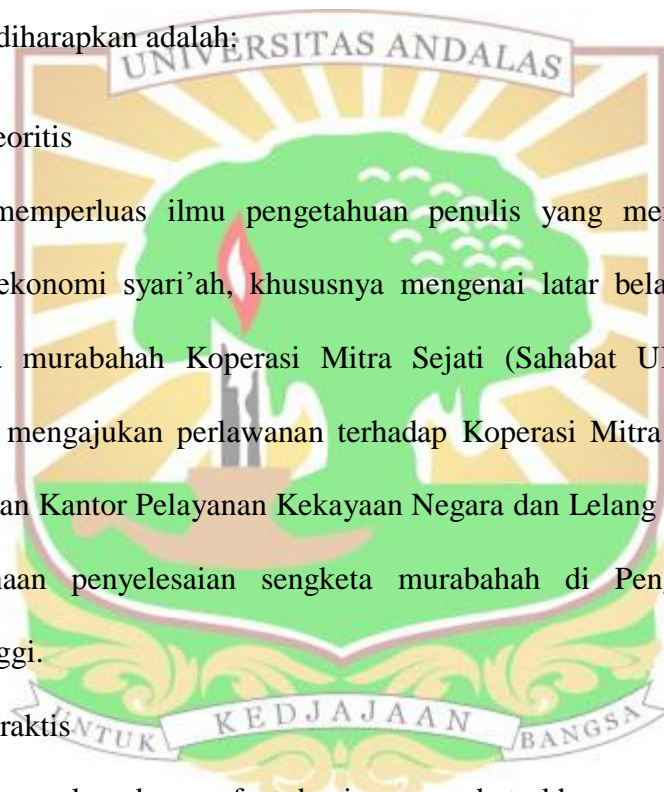 diharapkan adalah:
UNIVERSITAS ANDALAS
eoritis
memperluas ilmu pengetahuan penulis yang me
ekonomi syari’ah, khususnya mengenai latar bela
murabahah Koperasi Mitra Sejati (Sahabat U
mengajukan perlawanan terhadap Koperasi Mitra
an Kantor Pelayanan Kekayaan Negara dan Lelang
naan penyelesaian sengketa murabahah di Peng
ggi.
raktis
UNTUK KEDJAJAAN BANGSA